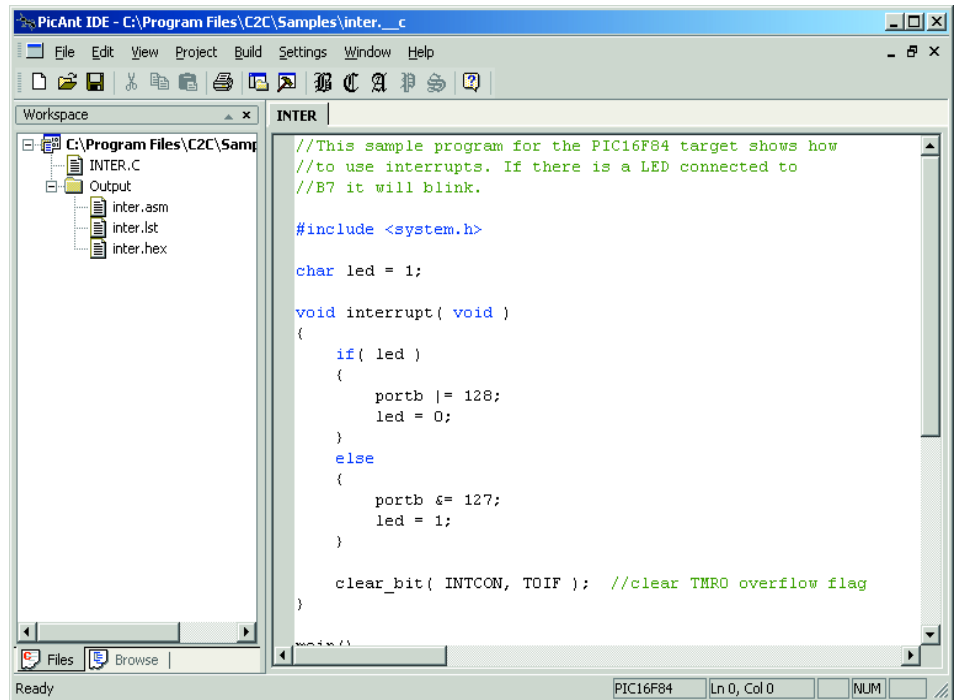 PicAnt IDE - C:\Program Files\C2C\Samples\inter.__c
File Edit View Project Build Settings Window Help
B C A P S
Workspace
INTER
C:\Program Files\C2C\Samp
INTER.C
Output
inter.asm
inter.lst
inter.hex
//This sample program for the PIC16F84 target shows how
//to use interrupts. If there is a LED connected to
//B7 it will blink.
#include <system.h>
char led = 1;
void interrupt( void )
{
if( led )
{
portb |= 128;
led = 0;
}
else
{
portb &= 127;
led = 1;
}
clear_bit( INTCON, TOIF ); //clear TMRO overflow flag
}
main()
Files Browse
Ready PIC16F84 Ln 0, Col 0 NUM